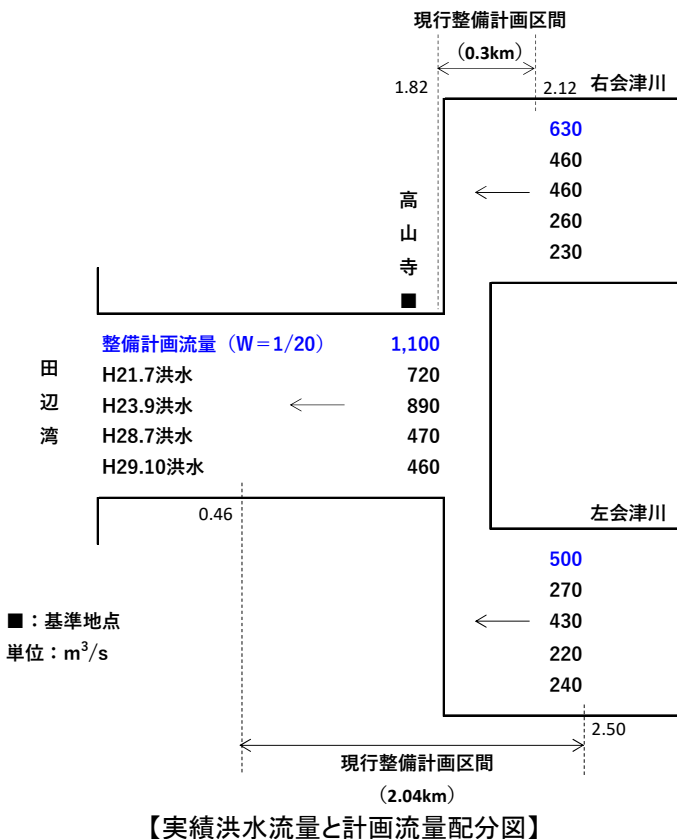 現行整備計画区間
(0.3km)
1.82
2.12
右会津川
630
460
460
260
230
高山寺
■
整備計画流量（W＝1/20） 1,100
H21.7洪水 720
H23.9洪水 890
H28.7洪水 470
H29.10洪水 460
田辺湾
0.46
左会津川
500
270
430
220
240
■：基準地点
単位：m³/s
2.50
現行整備計画区間
(2.04km)
【実績洪水流量と計画流量配分図】